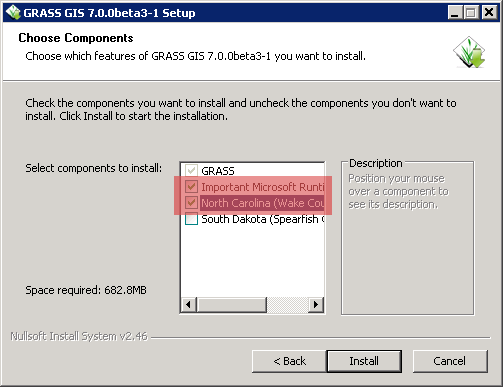 GRASS GIS 7.0.0beta3-1 Setup
Choose Components
Choose which features of GRASS GIS 7.0.0beta3-1 you want to install.
Check the components you want to install and uncheck the components you don't want to
install. Click Install to start the installation.
Select components to install:
GRASS
Important Microsoft Runti
North Carolina (Wake Cou
South Dakota (Spearfish
Description
Position your mouse
over a component to
see its description.
Space required: 682.8MB
Nullsoft Install System v2.46
< Back
Install
Cancel